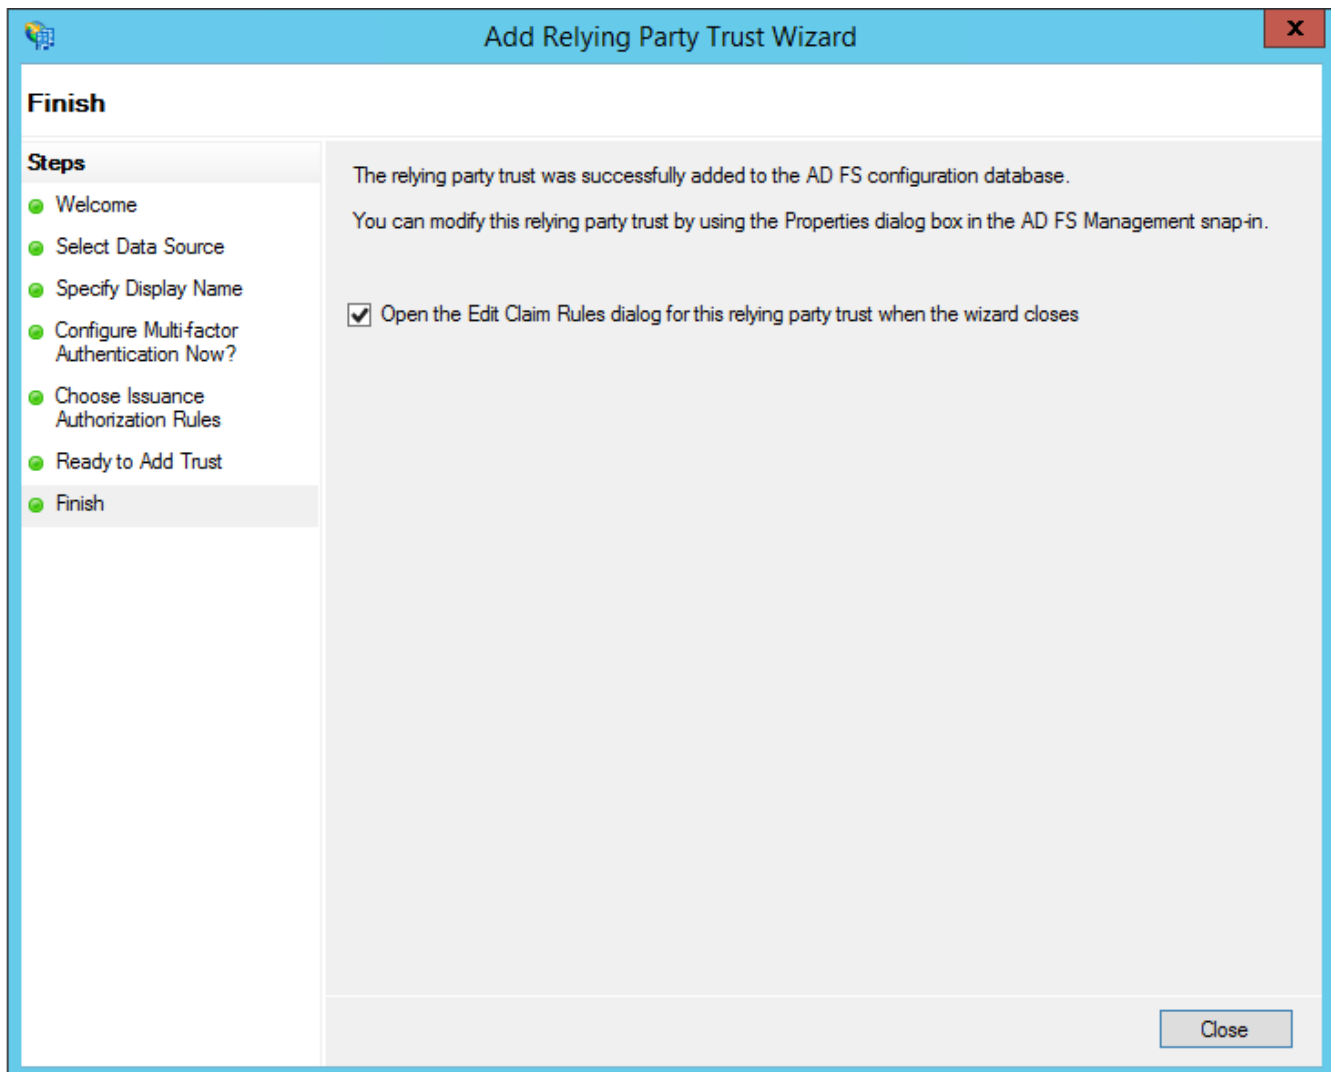 Add Relying Party Trust Wizard
X
Finish
Steps
Welcome
Select Data Source
Specify Display Name
Configure Multi-factor
Authentication Now?
Choose Issuance
Authorization Rules
Ready to Add Trust
Finish
The relying party trust was successfully added to the AD FS configuration database.
You can modify this relying party trust by using the Properties dialog box in the AD FS Management snap-in.
Open the Edit Claim Rules dialog for this relying party trust when the wizard closes
Close